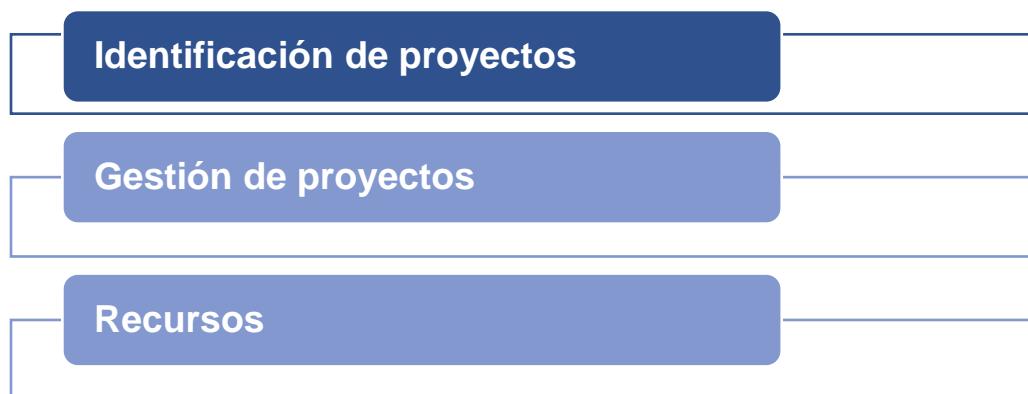 Identificación de proyectos
Gestión de proyectos
Recursos